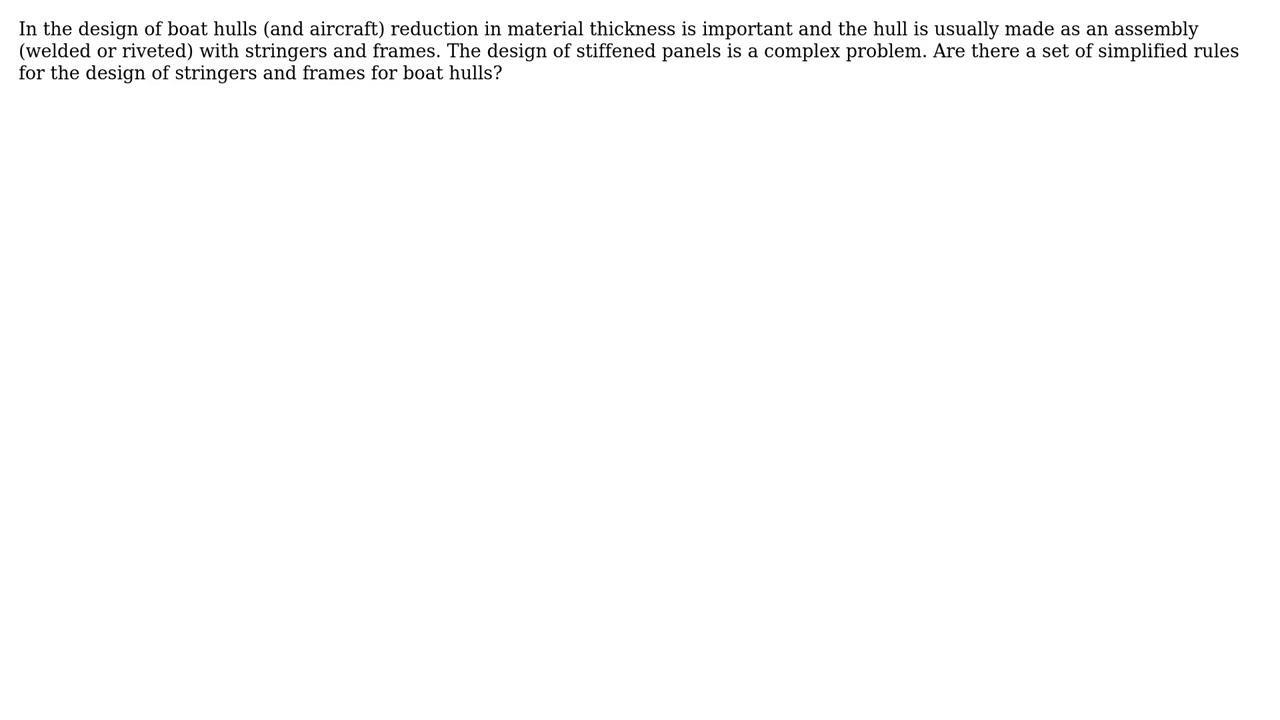 In the design of boat hulls (and aircraft) reduction in material thickness is important and the hull is usually made as an assembly
(welded or riveted) with stringers and frames. The design of stiffened panels is a complex problem. Are there a set of simplified rules
for the design of stringers and frames for boat hulls?